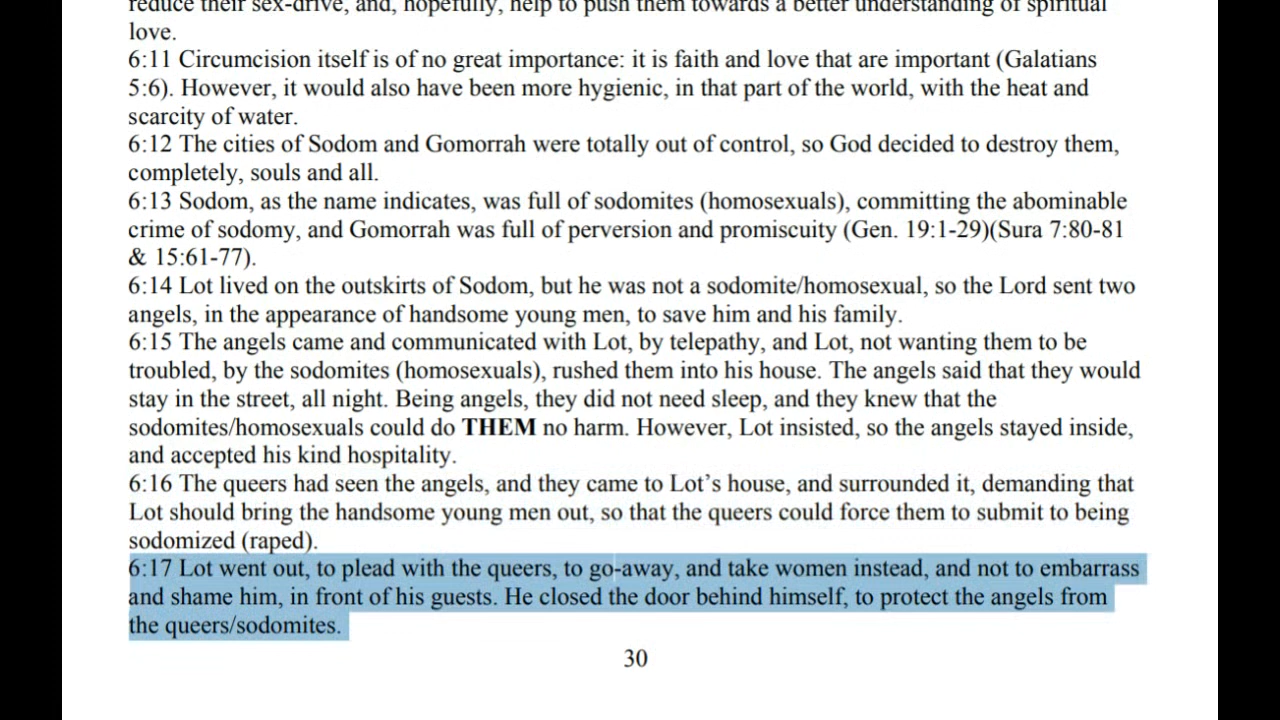 reduce their sex-drive, and, hopefully, help to push them towards a better understanding of spiritual
love.
6:11 Circumcision itself is of no great importance: it is faith and love that are important (Galatians
5:6). However, it would also have been more hygienic, in that part of the world, with the heat and
scarcity of water.
6:12 The cities of Sodom and Gomorrah were totally out of control, so God decided to destroy them,
completely, souls and all.
6:13 Sodom, as the name indicates, was full of sodomites (homosexuals), committing the abominable
crime of sodomy, and Gomorrah was full of perversion and promiscuity (Gen. 19:1-29)(Sura 7:80-81
& 15:61-77).
6:14 Lot lived on the outskirts of Sodom, but he was not a sodomite/homosexual, so the Lord sent two
angels, in the appearance of handsome young men, to save him and his family.
6:15 The angels came and communicated with Lot, by telepathy, and Lot, not wanting them to be
troubled, by the sodomites (homosexuals), rushed them into his house. The angels said that they would
stay in the street, all night. Being angels, they did not need sleep, and they knew that the
sodomites/homosexuals could do THEM no harm. However, Lot insisted, so the angels stayed inside,
and accepted his kind hospitality.
6:16 The queers had seen the angels, and they came to Lot’s house, and surrounded it, demanding that
Lot should bring the handsome young men out, so that the queers could force them to submit to being
sodomized (raped).
6:17 Lot went out, to plead with the queers, to go-away, and take women instead, and not to embarrass
and shame him, in front of his guests. He closed the door behind himself, to protect the angels from
the queers/sodomites.
30